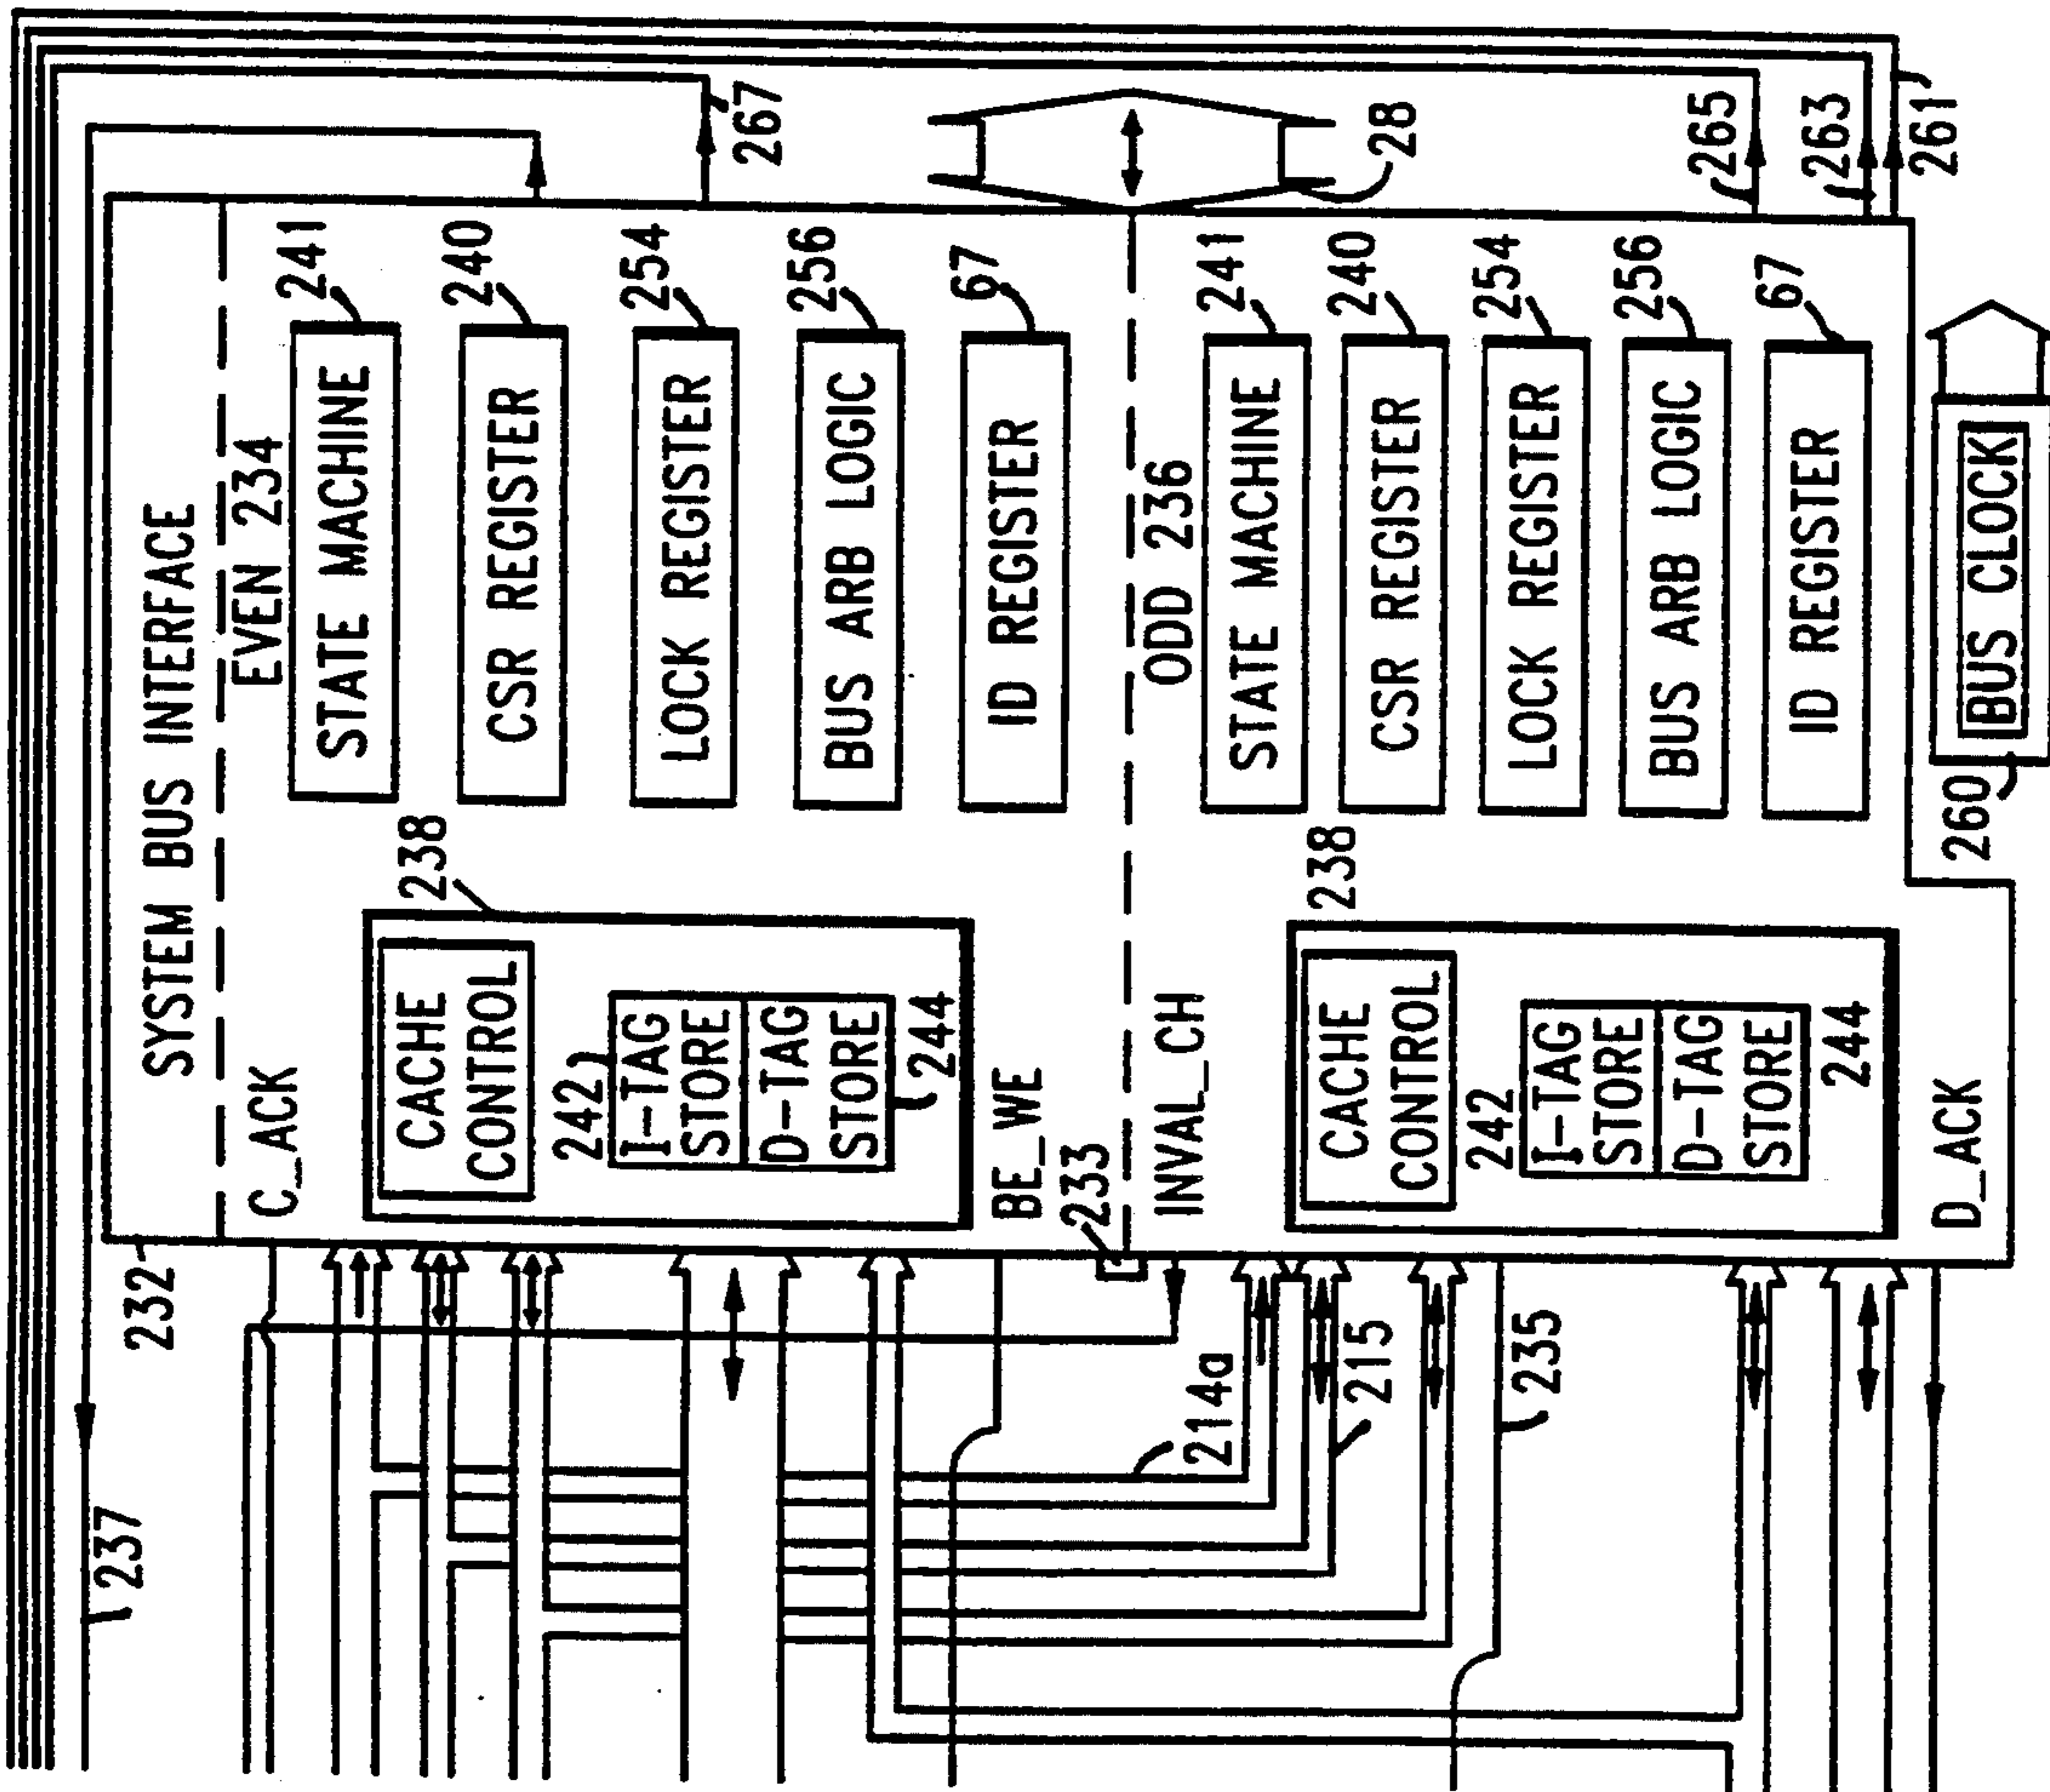 SYSTEM BUS INTERFACE
232
237
C_ACK
EVEN 234
238
CACHE
CONTROL
242
I-TAG
STORE
D-TAG
STORE
244
BE_WE
233
STATE MACHINE
241
CSR REGISTER
240
LOCK REGISTER
254
BUS ARB LOGIC
256
ID REGISTER
67
267
28
INVAL_CH
ODD 236
238
CACHE
CONTROL
242
I-TAG
STORE
D-TAG
STORE
244
D_ACK
STATE MACHINE
241
CSR REGISTER
240
LOCK REGISTER
254
BUS ARB LOGIC
256
ID REGISTER
67
214a
215
235
265
263
261
260
BUS CLOCK